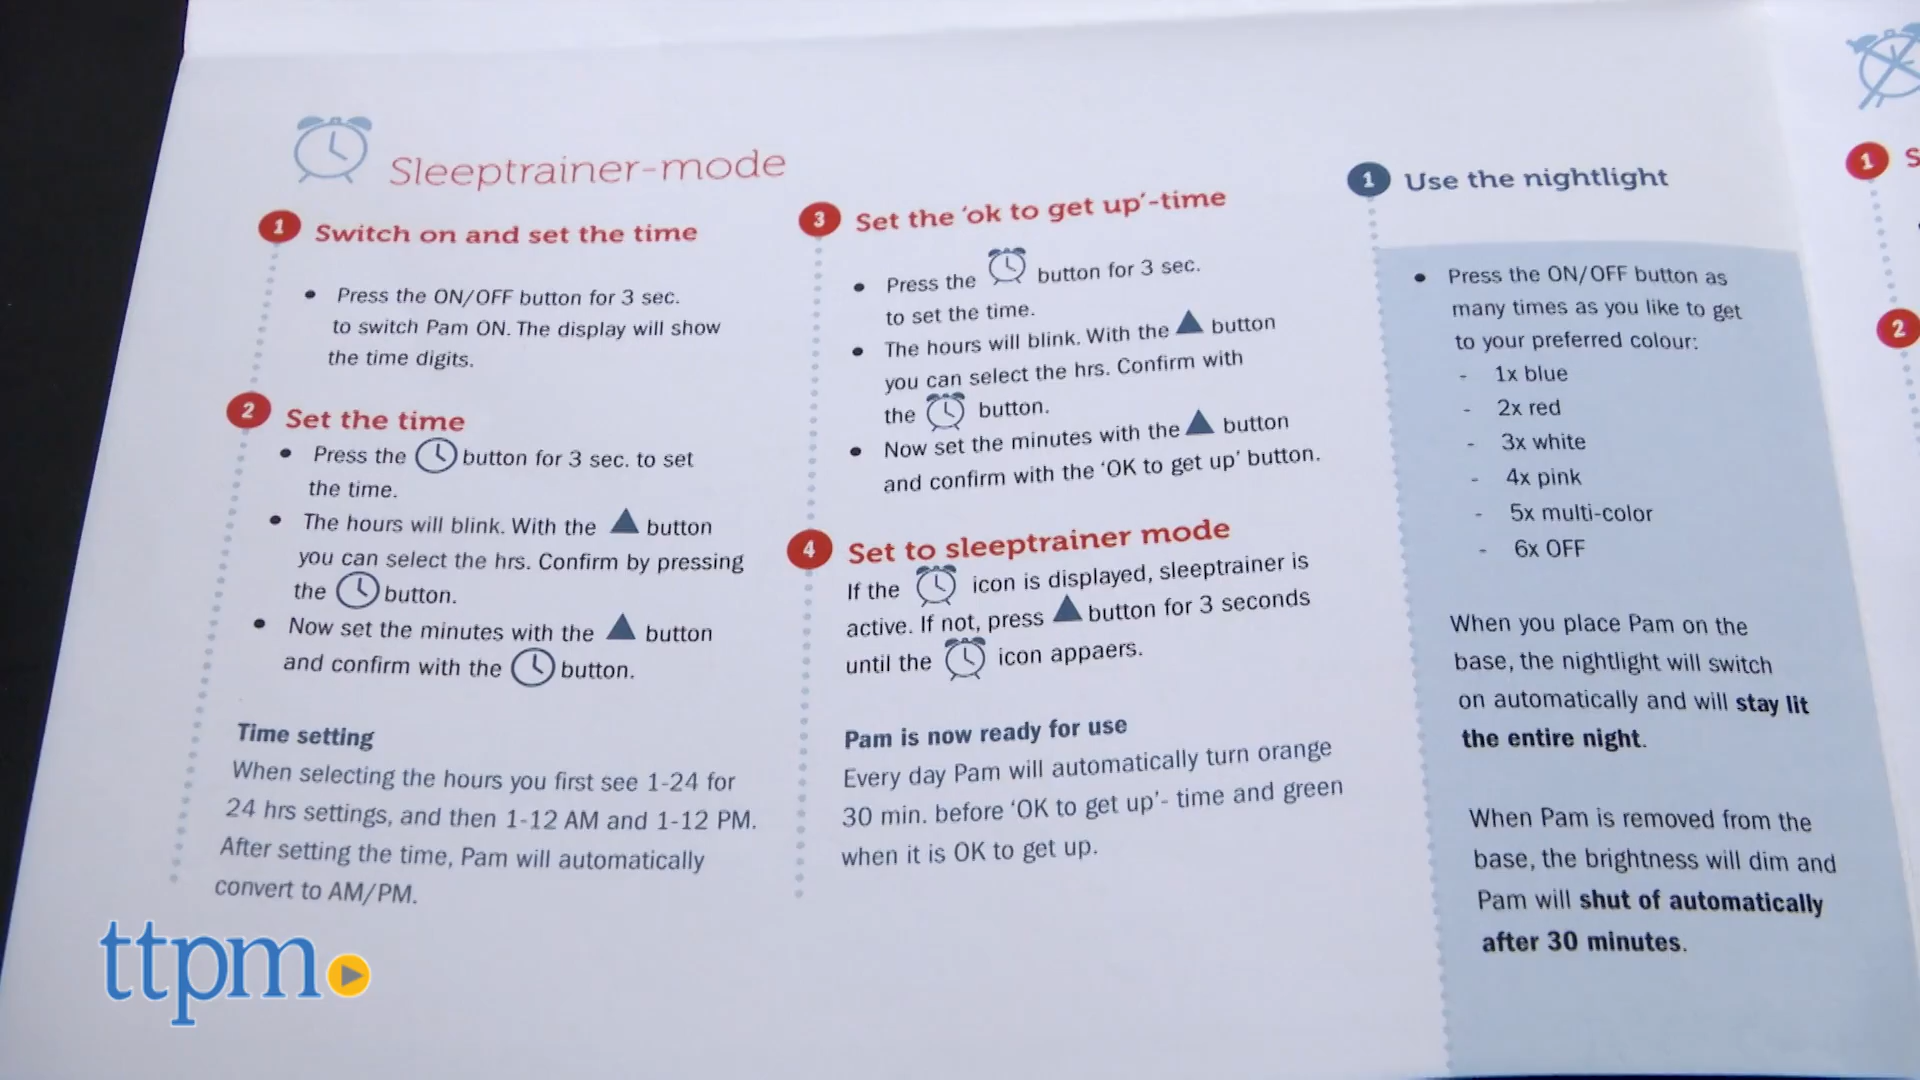 Sleeptrainer-mode
1 Switch on and set the time
• Press the ON/OFF button for 3 sec.
to switch Pam ON. The display will show
the time digits.
2 Set the time
• Press the button for 3 sec. to set
the time.
• The hours will blink. With the ▲ button
you can select the hrs. Confirm by pressing
the button.
• Now set the minutes with the ▲ button
and confirm with the button.
Time setting
When selecting the hours you first see 1-24 for
24 hrs settings, and then 1-12 AM and 1-12 PM.
After setting the time, Pam will automatically
convert to AM/PM.
3 Set the 'ok to get up'-time
• Press the button for 3 sec.
to set the time.
• The hours will blink. With the ▲ button
you can select the hrs. Confirm with
the button.
• Now set the minutes with the ▲ button
and confirm with the 'OK to get up' button.
4 Set to sleeptrainer mode
If the icon is displayed, sleeptrainer is
active. If not, press ▲ button for 3 seconds
until the icon appaers.
Pam is now ready for use
Every day Pam will automatically turn orange
30 min. before 'OK to get up'- time and green
when it is OK to get up.
1 Use the nightlight
• Press the ON/OFF button as
many times as you like to get
to your preferred colour:
- 1x blue
- 2x red
- 3x white
- 4x pink
- 5x multi-color
- 6x OFF
When you place Pam on the
base, the nightlight will switch
on automatically and will stay lit
the entire night.
When Pam is removed from the
base, the brightness will dim and
Pam will shut of automatically
after 30 minutes.
1 S
2
ttpm